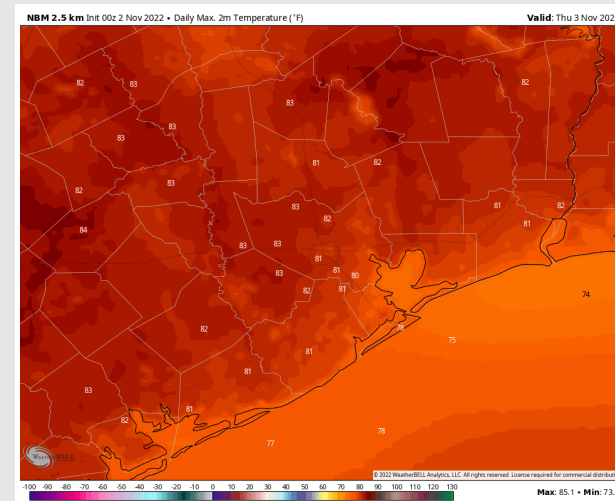 NBM 2.5 km Init 00z 2 Nov 2022 • Daily Max. 2m Temperature (°F)
Valid: Thu 3 Nov 202
82 83 83 82
83 83
81 82
82 83
83 82 81 82 81
84
83 83
81
83 81 80
82 81 74
82 78 75
81
81
83
82 81
77 78
WEATHERBELL
© 2022 WeatherBELL Analytics, LLC. All rights reserved. License required for commercial distribut
-100 -90 -80 -70 -60 -50 -40 -30 -20 -10 0 10 20 30 40 50 60 70 80 90 100 110 120 130
Max: 85.1 • Min: 73.